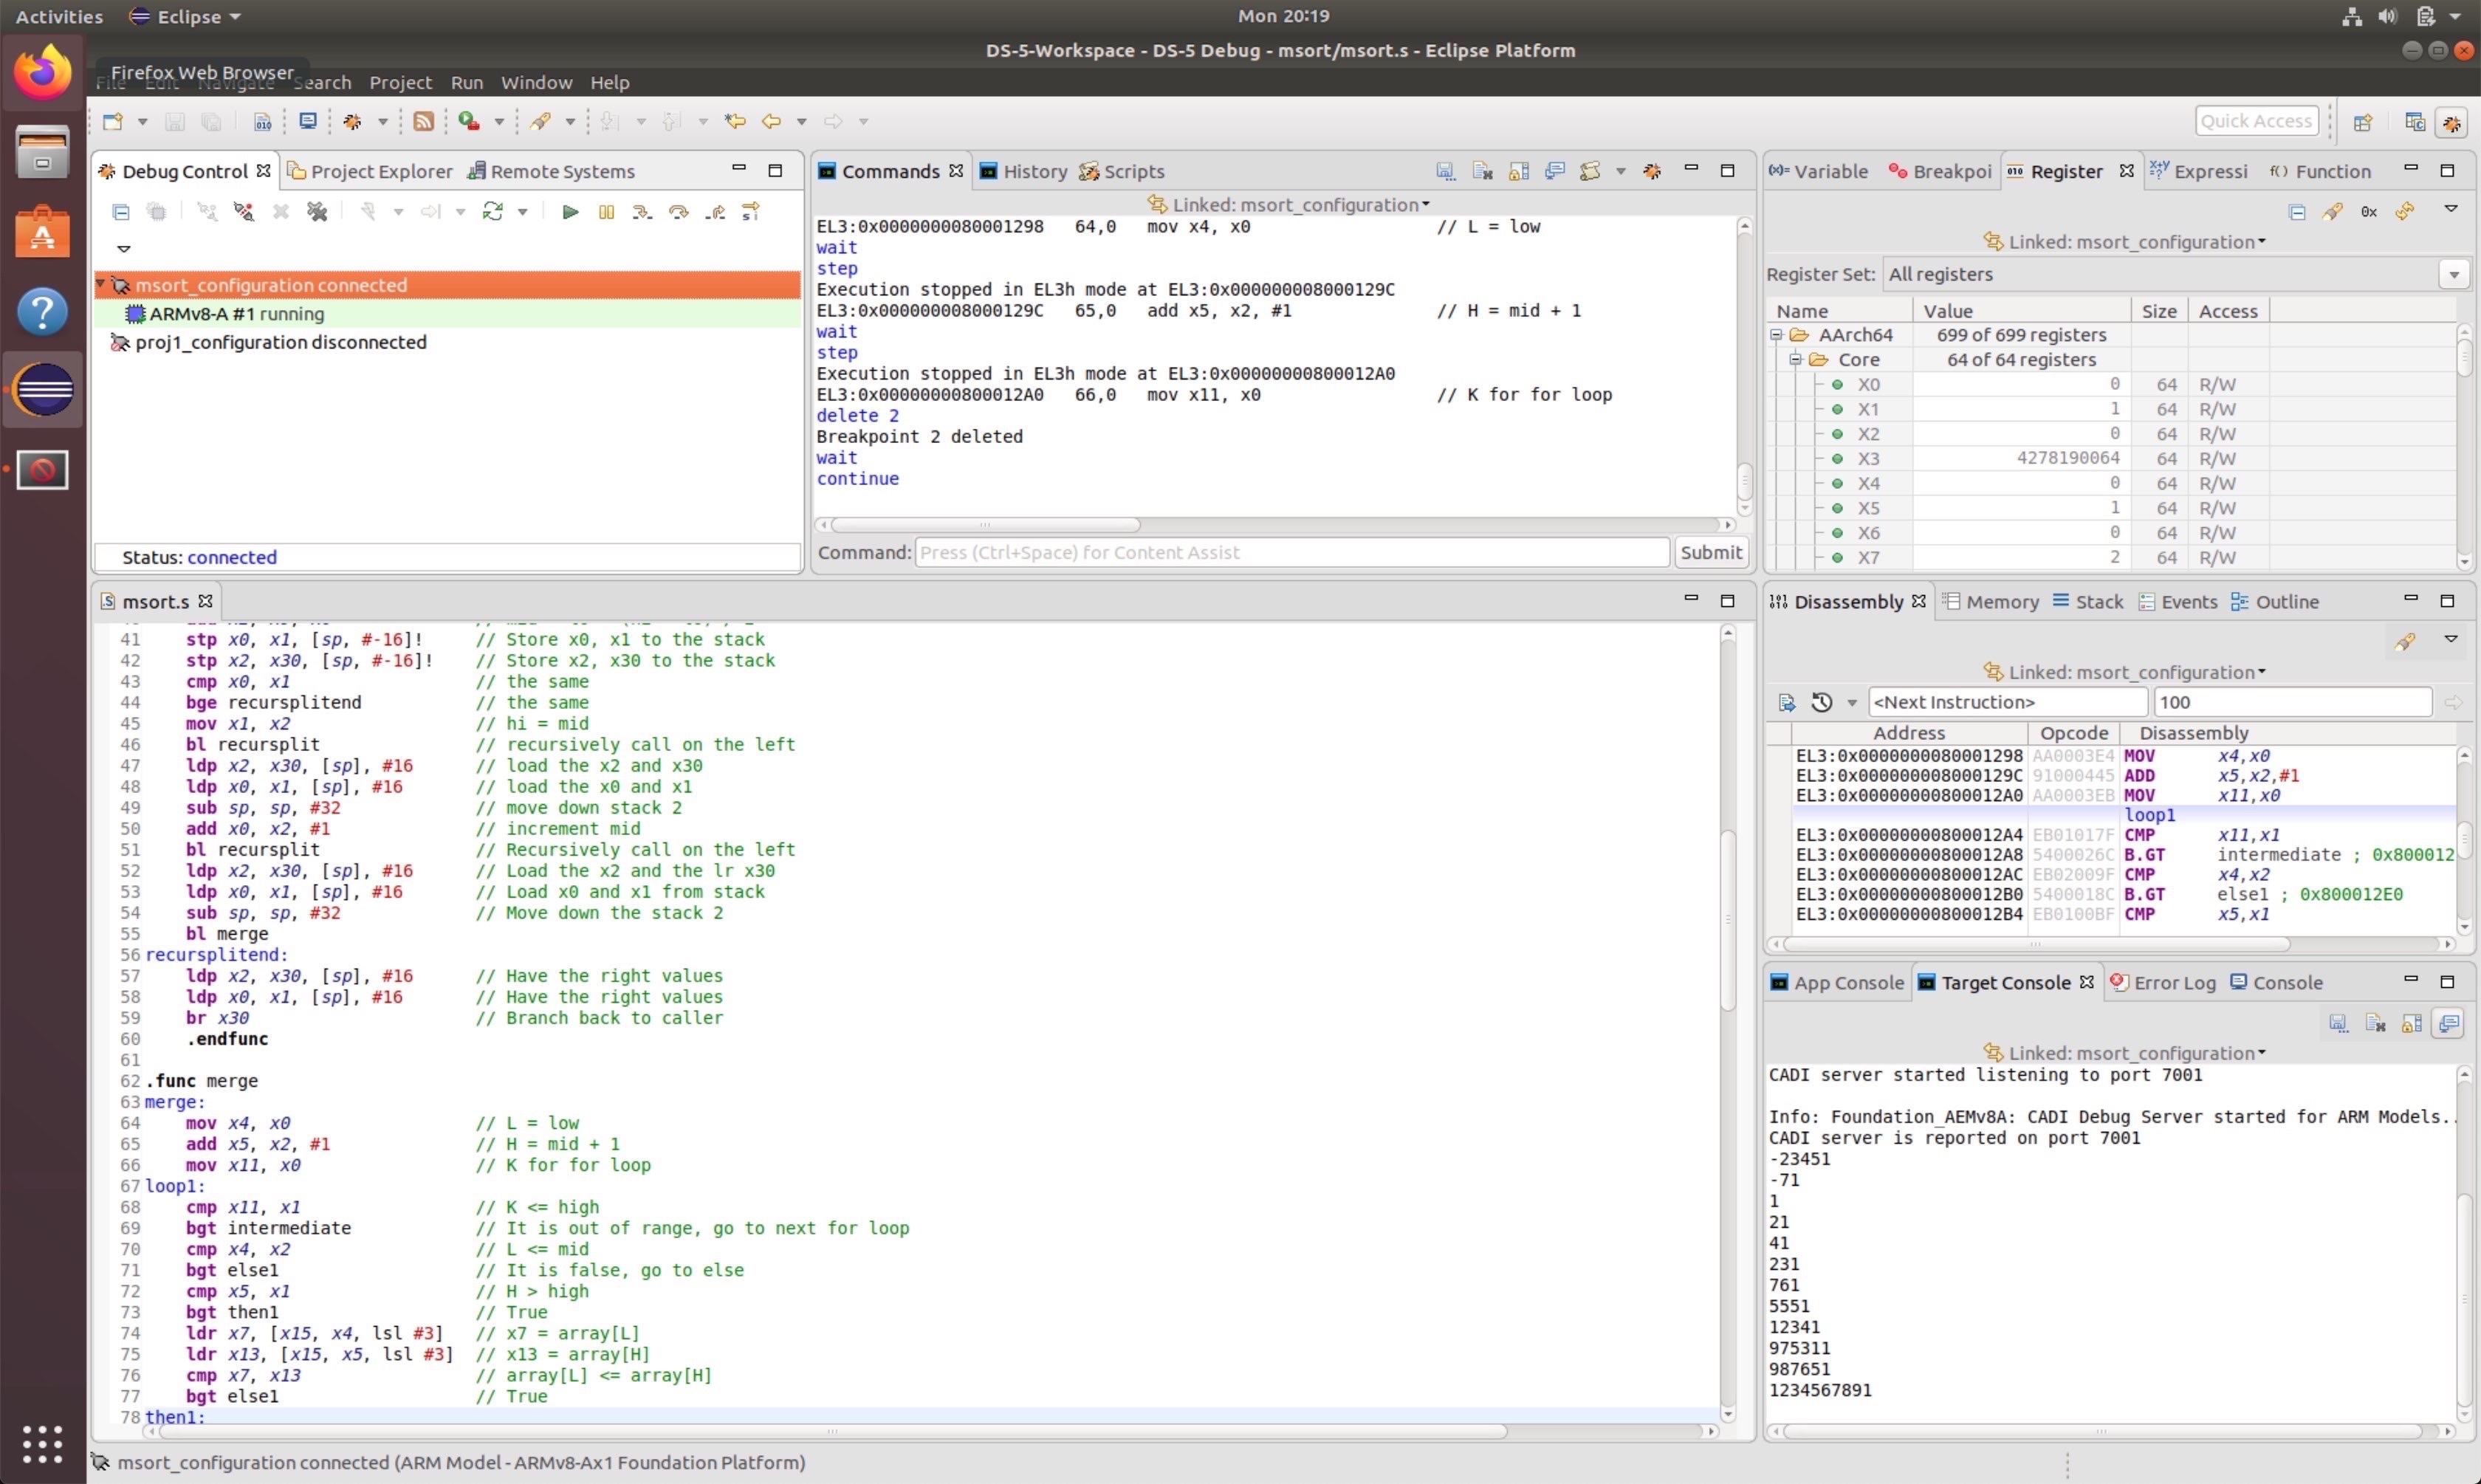 Activities
Eclipse
Mon 20:19
DS-5-Workspace - DS-5 Debug - msort/msort.s - Eclipse Platform
Firefox Web Browser
File Edit Navigate Search Project Run Window Help
Quick Access
Debug Control
Project Explorer
Remote Systems
msort_configuration connected
ARMv8-A #1 running
proj1_configuration disconnected
Status: connected
Commands
History
Scripts
Linked: msort_configuration
EL3:0x0000000080001298 64,0 mov x4, x0 // L = low
wait
step
Execution stopped in EL3h mode at EL3:0x000000008000129C
EL3:0x000000008000129C 65,0 add x5, x2, #1 // H = mid + 1
wait
step
Execution stopped in EL3h mode at EL3:0x00000000800012A0
EL3:0x00000000800012A0 66,0 mov x11, x0 // K for for loop
delete 2
Breakpoint 2 deleted
wait
continue
Command: Press (Ctrl+Space) for Content Assist
Submit
(x)= Variable
Breakpoi
010 Register
x+y Expressi
f() Function
0x
Linked: msort_configuration
Register Set: All registers
Name Value Size Access
AArch64 699 of 699 registers
Core 64 of 64 registers
X0 0 64 R/W
X1 1 64 R/W
X2 0 64 R/W
X3 4278190064 64 R/W
X4 0 64 R/W
X5 1 64 R/W
X6 0 64 R/W
X7 2 64 R/W
msort.s
41 stp x0, x1, [sp, #-16]! // Store x0, x1 to the stack
42 stp x2, x30, [sp, #-16]! // Store x2, x30 to the stack
43 cmp x0, x1 // the same
44 bge recursplitend // the same
45 mov x1, x2 // hi = mid
46 bl recursplit // recursively call on the left
47 ldp x2, x30, [sp], #16 // load the x2 and x30
48 ldp x0, x1, [sp], #16 // load the x0 and x1
49 sub sp, sp, #32 // move down stack 2
50 add x0, x2, #1 // increment mid
51 bl recursplit // Recursively call on the left
52 ldp x2, x30, [sp], #16 // Load the x2 and the lr x30
53 ldp x0, x1, [sp], #16 // Load x0 and x1 from stack
54 sub sp, sp, #32 // Move down the stack 2
55 bl merge
56 recursplitend:
57 ldp x2, x30, [sp], #16 // Have the right values
58 ldp x0, x1, [sp], #16 // Have the right values
59 br x30 // Branch back to caller
60 .endfunc
61
62 .func merge
63 merge:
64 mov x4, x0 // L = low
65 add x5, x2, #1 // H = mid + 1
66 mov x11, x0 // K for for loop
67 loop1:
68 cmp x11, x1 // K <= high
69 bgt intermediate // It is out of range, go to next for loop
70 cmp x4, x2 // L <= mid
71 bgt else1 // It is false, go to else
72 cmp x5, x1 // H > high
73 bgt then1 // True
74 ldr x7, [x15, x4, lsl #3] // x7 = array[L]
75 ldr x13, [x15, x5, lsl #3] // x13 = array[H]
76 cmp x7, x13 // array[L] <= array[H]
77 bgt else1 // True
78 then1:
Disassembly
Memory
Stack
Events
Outline
Linked: msort_configuration
<Next Instruction>
100
Address Opcode Disassembly
EL3:0x0000000080001298 AA0003E4 MOV x4,x0
EL3:0x000000008000129C 91000445 ADD x5,x2,#1
EL3:0x00000000800012A0 AA0003EB MOV x11,x0
loop1
EL3:0x00000000800012A4 EB01017F CMP x11,x1
EL3:0x00000000800012A8 5400026C B.GT intermediate ; 0x800012
EL3:0x00000000800012AC EB02009F CMP x4,x2
EL3:0x00000000800012B0 5400018C B.GT else1 ; 0x800012E0
EL3:0x00000000800012B4 EB0100BF CMP x5,x1
App Console
Target Console
Error Log
Console
Linked: msort_configuration
CADI server started listening to port 7001
Info: Foundation_AEMv8A: CADI Debug Server started for ARM Models..
CADI server is reported on port 7001
-23451
-71
1
21
41
231
761
5551
12341
975311
987651
1234567891
msort_configuration connected (ARM Model - ARMv8-Ax1 Foundation Platform)